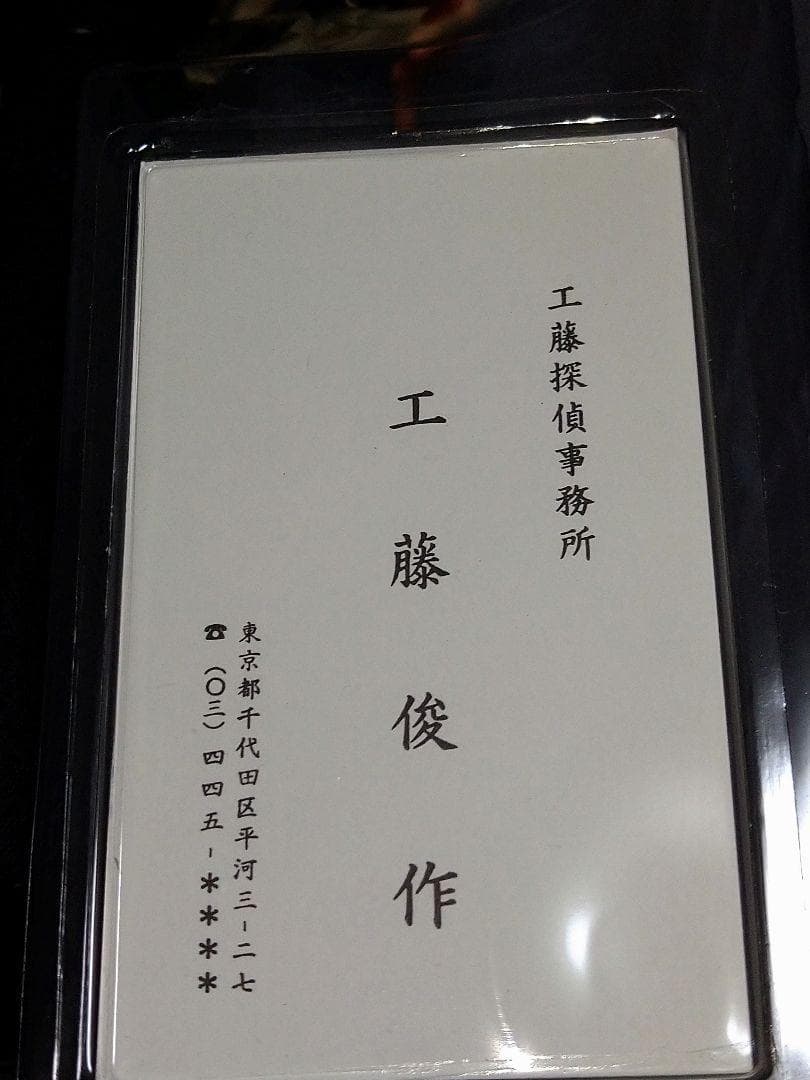 工藤探偵事務所
工藤俊作
東京都千代田区平河三-二七
☎(〇三)四四五-＊＊＊＊